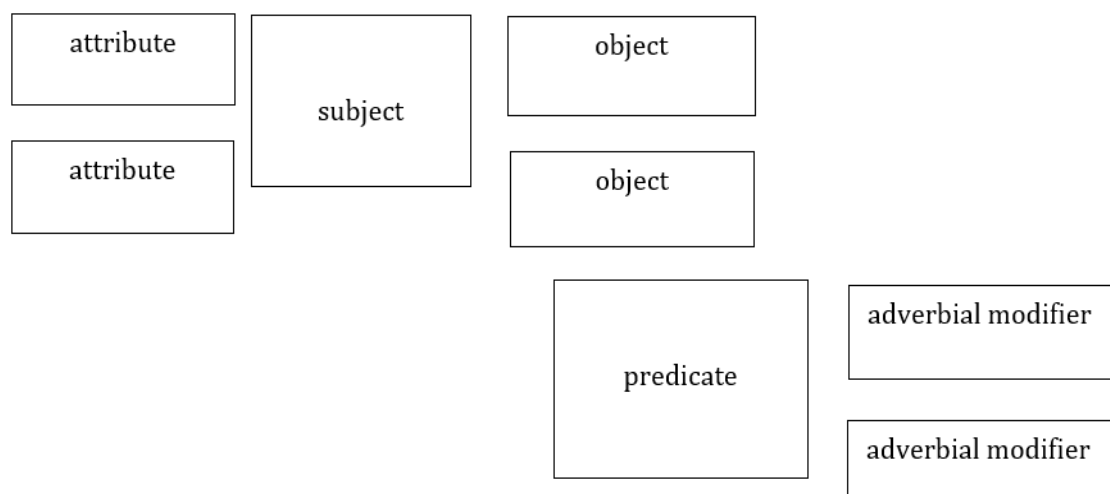 attribute
subject
object
attribute
object
predicate
adverbial modifier
adverbial modifier